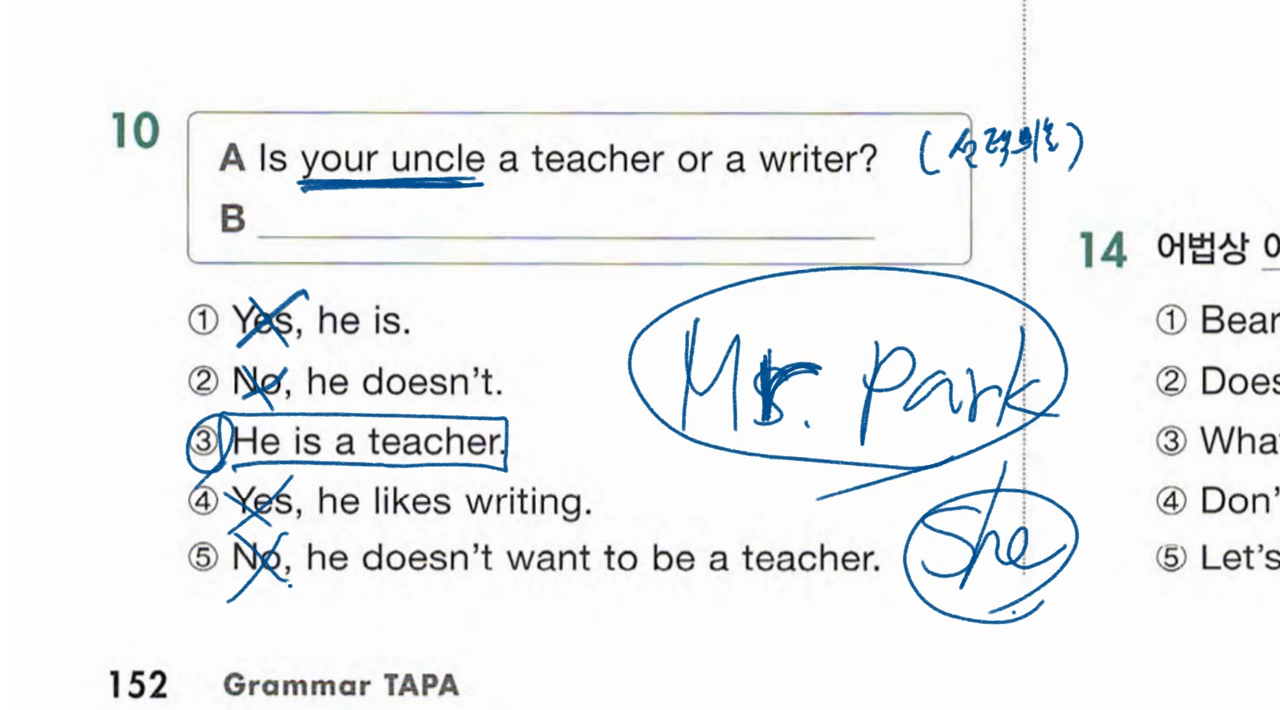 10
A Is your uncle a teacher or a writer?
B
① Yes, he is.
② No, he doesn't.
③ He is a teacher.
④ Yes, he likes writing.
⑤ No, he doesn't want to be a teacher.
Mr. Park
She
152 Grammar TAPA
14 어법상
① Bear
② Does
③ Wha
④ Don'
⑤ Let's